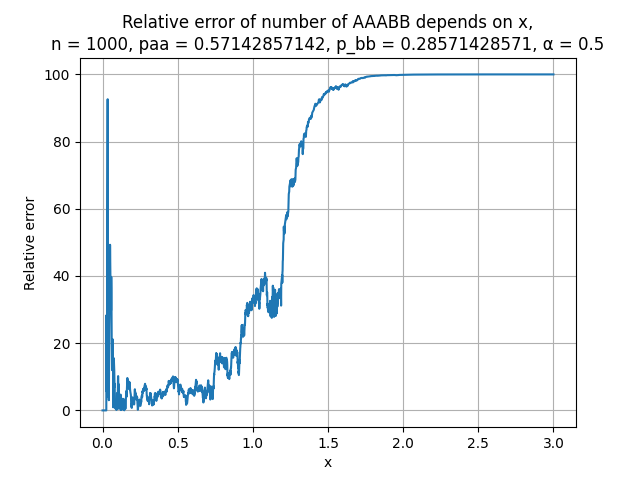 Relative error of number of AAABB depends on x,
n = 1000, paa = 0.57142857142, p_bb = 0.28571428571, α = 0.5
100
80
60
40
20
0
Relative error
0.0 0.5 1.0 1.5 2.0 2.5 3.0
x